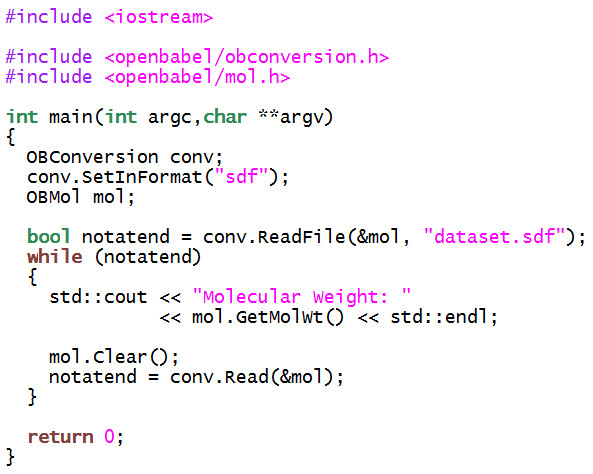 #include <iostream>

#include <openbabel/obconversion.h>
#include <openbabel/mol.h>

int main(int argc,char **argv)
{
  OBConversion conv;
  conv.SetInFormat("sdf");
  OBMol mol;

  bool notatend = conv.ReadFile(&mol, "dataset.sdf");
  while (notatend)
  {
    std::cout << "Molecular Weight: "
              << mol.GetMolWt() << std::endl;

    mol.Clear();
    notatend = conv.Read(&mol);
  }

  return 0;
}